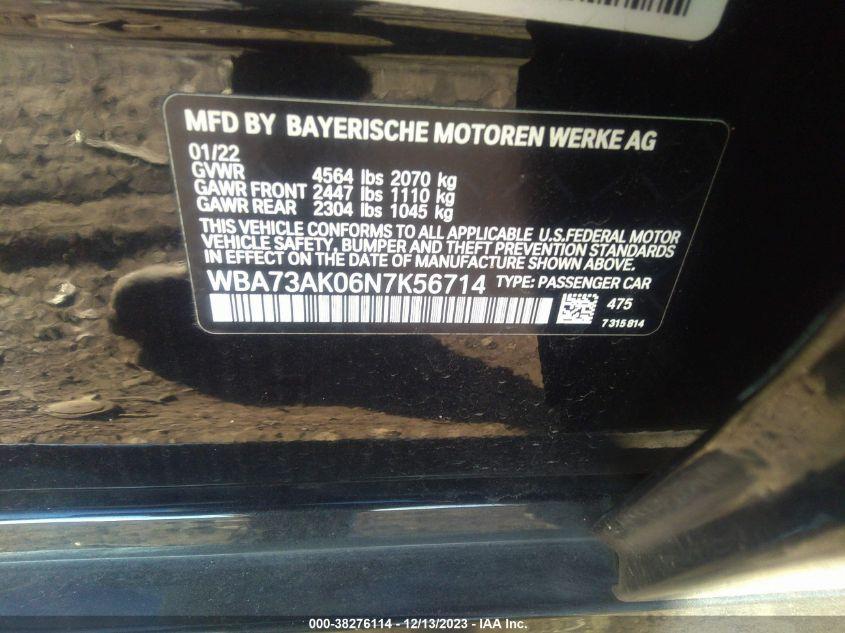 MFD BY BAYERISCHE MOTOREN WERKE AG
01/22
GVWR 4564 lbs 2070 kg
GAWR FRONT 2447 lbs 1110 kg
GAWR REAR 2304 lbs 1045 kg
THIS VEHICLE CONFORMS TO ALL APPLICABLE U.S.FEDERAL MOTOR
VEHICLE SAFETY, BUMPER AND THEFT PREVENTION STANDARDS
IN EFFECT ON THE DATE OF MANUFACTURE SHOWN ABOVE.
WBA73AK06N7K56714 TYPE: PASSENGER CAR
475
7 315 814
000-38276114 - 12/13/2023 - IAA Inc.